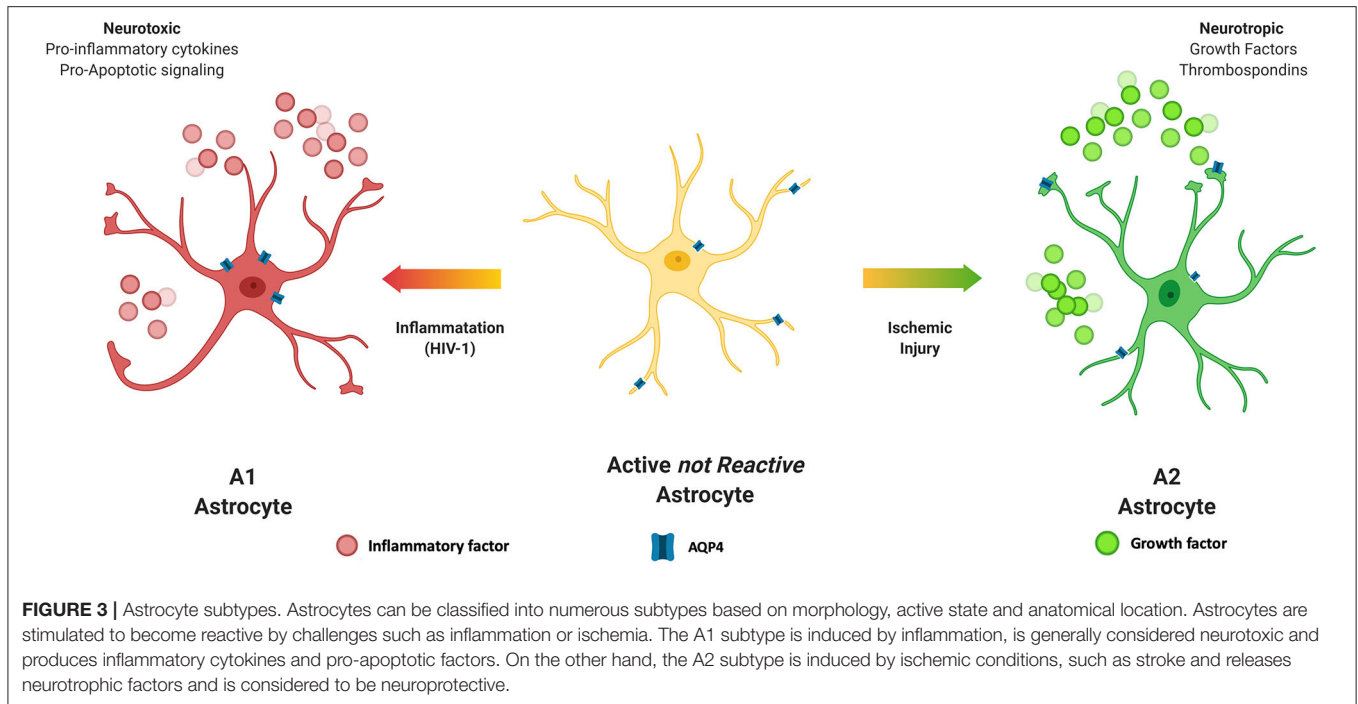 Neurotoxic
Pro-inflammatory cytokines
Pro-Apoptotic signaling
Neurotropic
Growth Factors
Thrombospondins
Inflammatation
(HIV-1)
Ischemic
Injury
A1
Astrocyte
Active not Reactive
Astrocyte
A2
Astrocyte
Inflammatory factor
AQP4
Growth factor
FIGURE 3 | Astrocyte subtypes. Astrocytes can be classified into numerous subtypes based on morphology, active state and anatomical location. Astrocytes are
stimulated to become reactive by challenges such as inflammation or ischemia. The A1 subtype is induced by inflammation, is generally considered neurotoxic and
produces inflammatory cytokines and pro-apoptotic factors. On the other hand, the A2 subtype is induced by ischemic conditions, such as stroke and releases
neurotrophic factors and is considered to be neuroprotective.